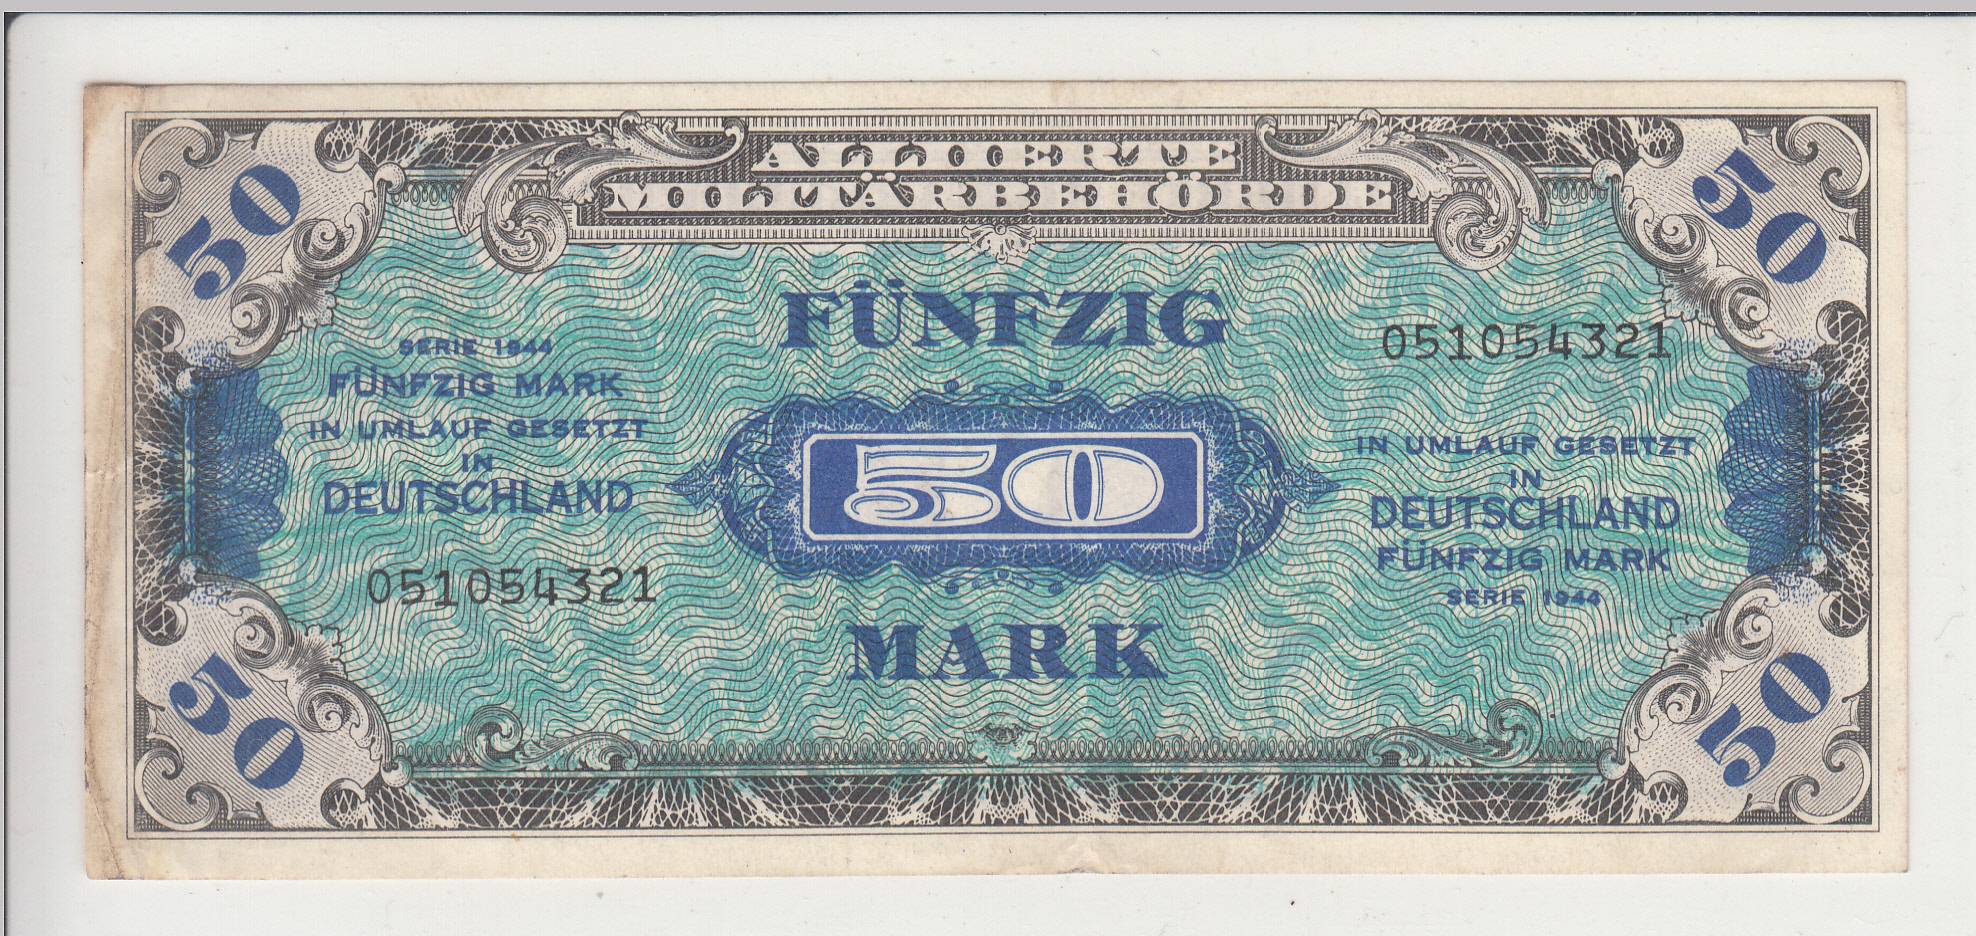 50
ALLIIERTE
MILITÄRBEHÖRDE
50
FÜNFZIG
SERIE 1944
FÜNFZIG MARK
IN UMLAUF GESETZT
IN
DEUTSCHLAND
051054321
50
051054321
IN UMLAUF GESETZT
IN
DEUTSCHLAND
FÜNFZIG MARK
SERIE 1944
MARK
50
50